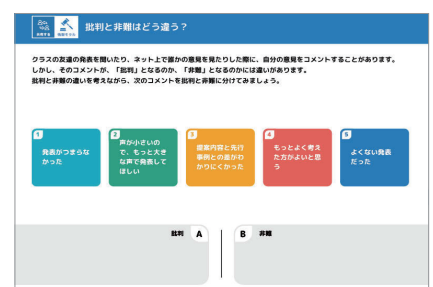 批判と非難はどう違う？
クラスの友達の発表を聞いたり、ネット上で誰かの意見を見たりした際に、自分の意見をコメントすることがあります。
しかし、そのコメントが、「批判」となるのか、「非難」となるのかには違いがあります。
批判と非難の違いを考えながら、次のコメントを批判と非難に分けてみましょう。
1
発表がつまらな
かった
2
声が小さいの
で、もっと大き
な声で発表して
ほしい
3
提案内容と先行
事例との差がわ
かりにくかった
4
もっとよく考え
た方がよいと思
う
5
よくない発表
だった
批判 A
B 非難